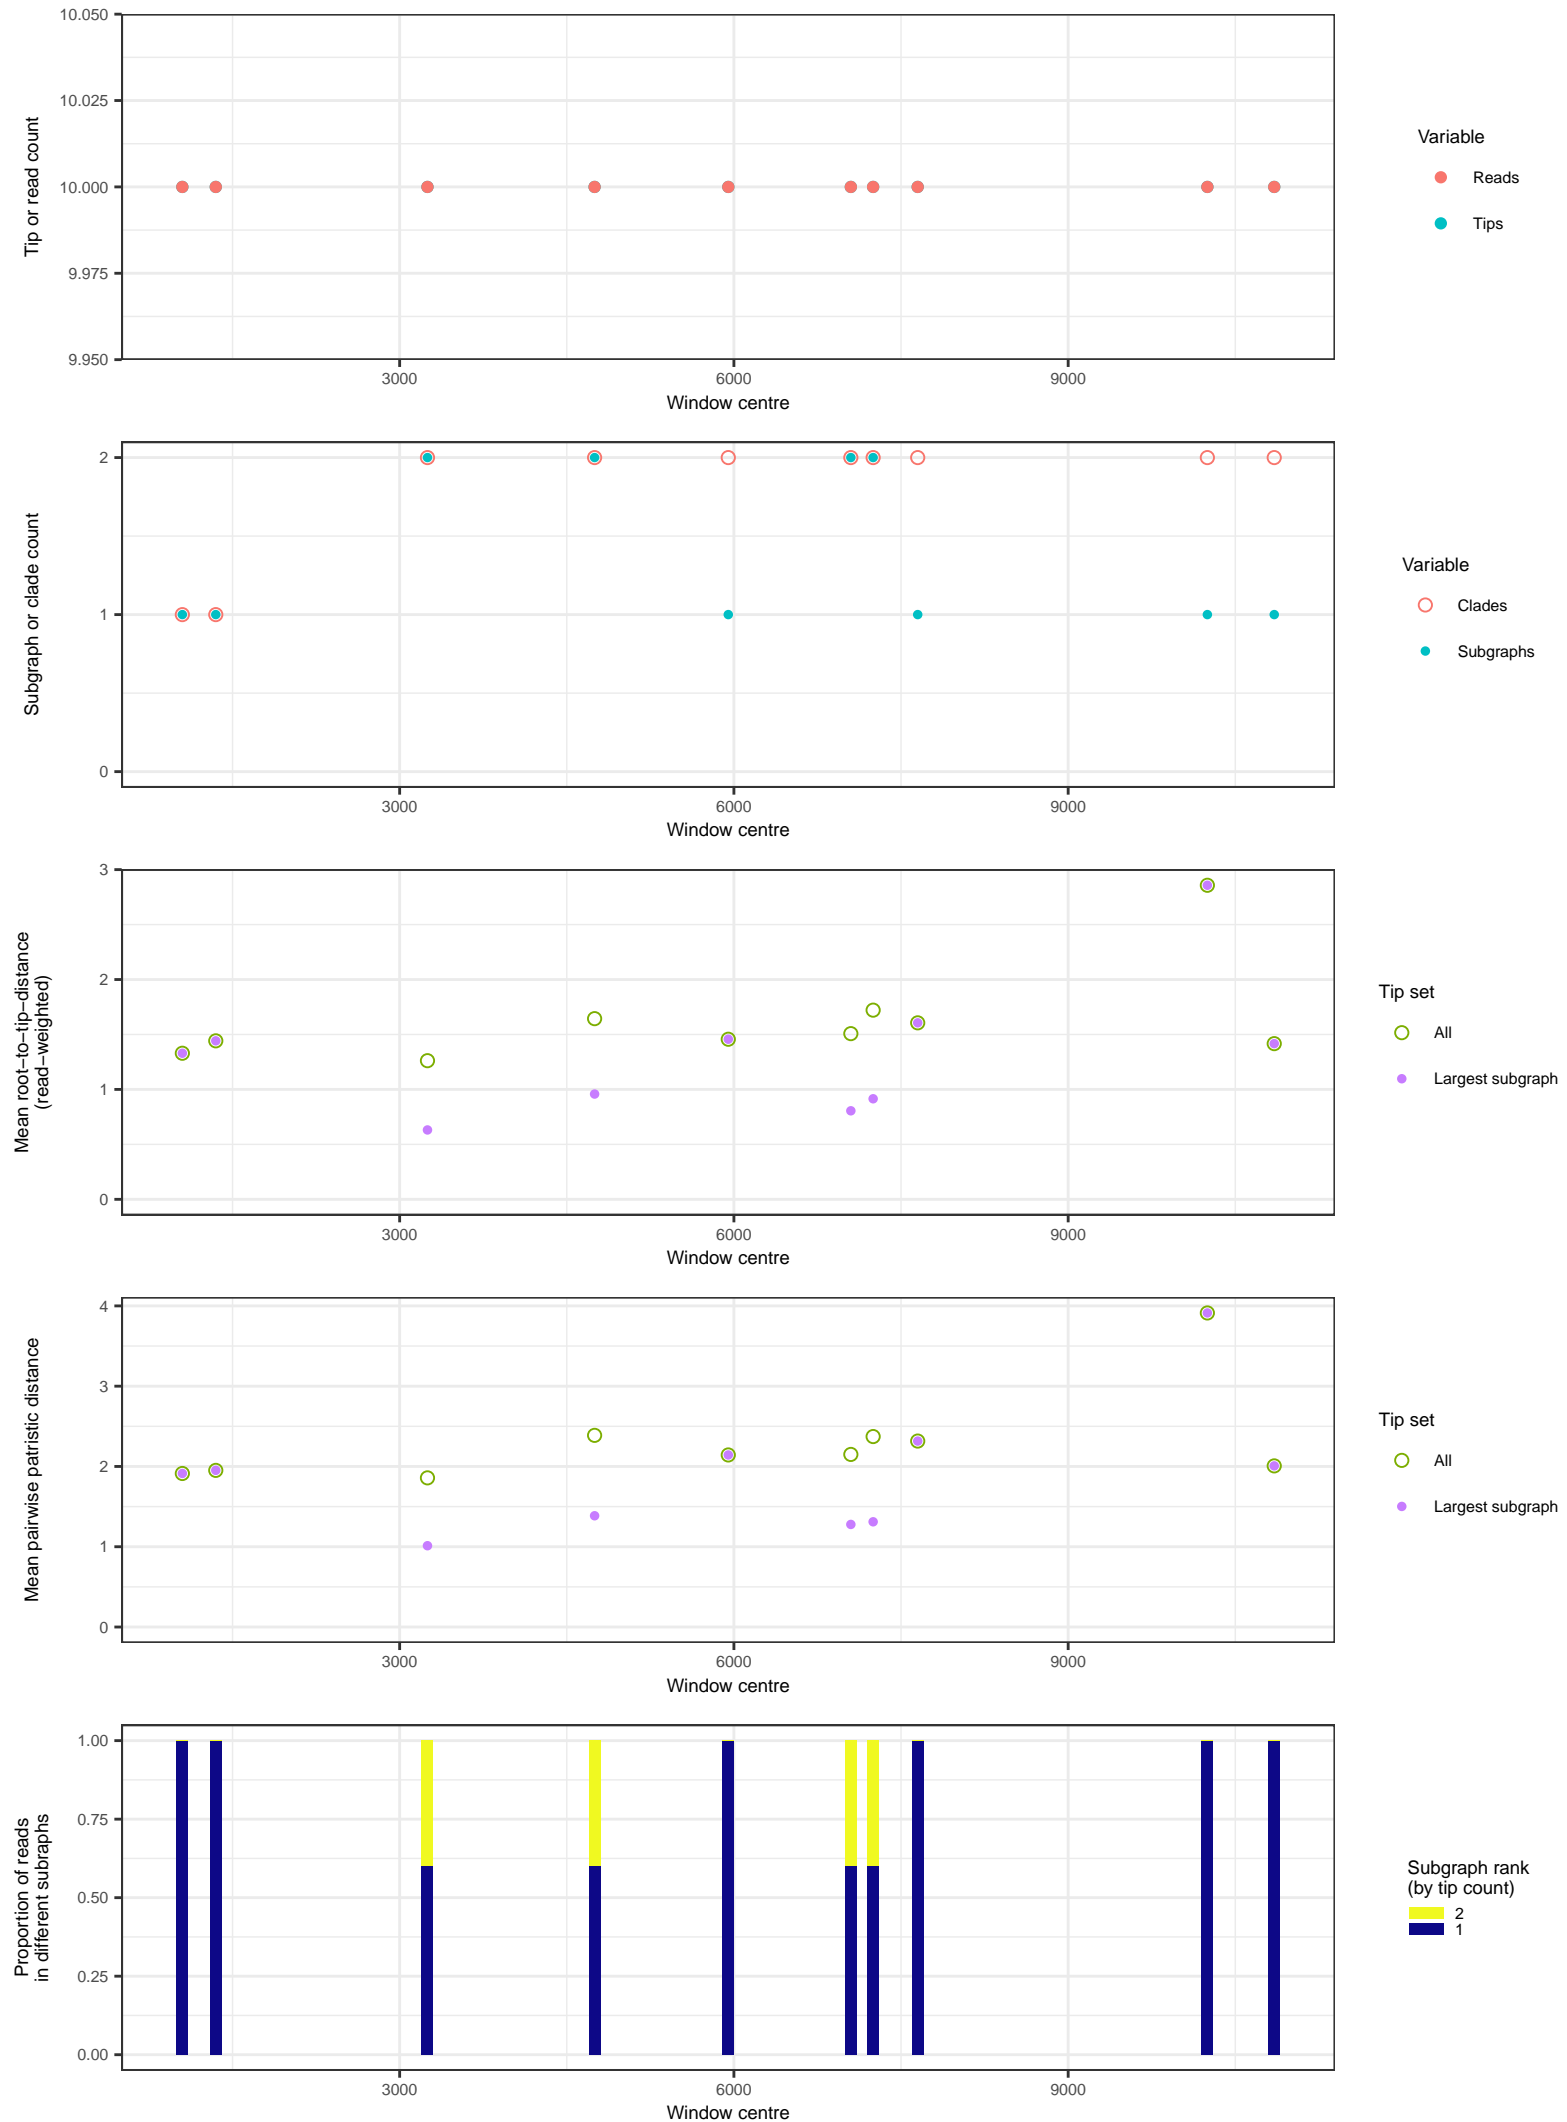 10.050
10.025
10.000
9.975
9.950
Tip or read count
3000
6000
9000
Window centre
Variable
Reads
Tips
2
1
0
Subgraph or clade count
3000
6000
9000
Window centre
Variable
Clades
Subgraphs
3
2
1
0
Mean root−to−tip−distance
(read−weighted)
3000
6000
9000
Window centre
Tip set
All
Largest subgraph
4
3
2
1
0
Mean pairwise patristic distance
3000
6000
9000
Window centre
Tip set
All
Largest subgraph
1.00
0.75
0.50
0.25
0.00
Proportion of reads
in different subraphs
3000
6000
9000
Window centre
Subgraph rank
(by tip count)
2
1